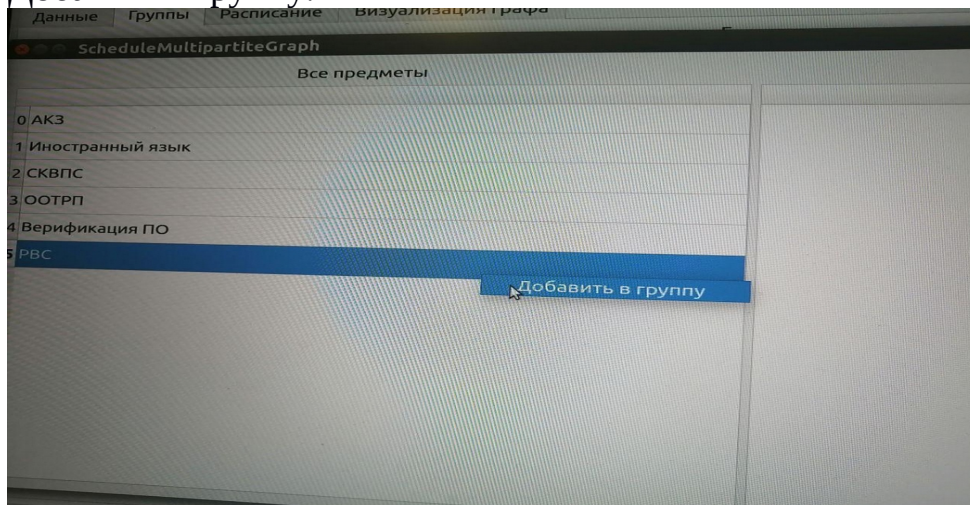 Данные Группы Расписание Визуализация графа
ScheduleMultipartiteGraph
Все предметы
0 АКЗ
1 Иностранный язык
2 СКВПС
3 ООТРП
4 Верификация ПО
5 РВС
Добавить в группу